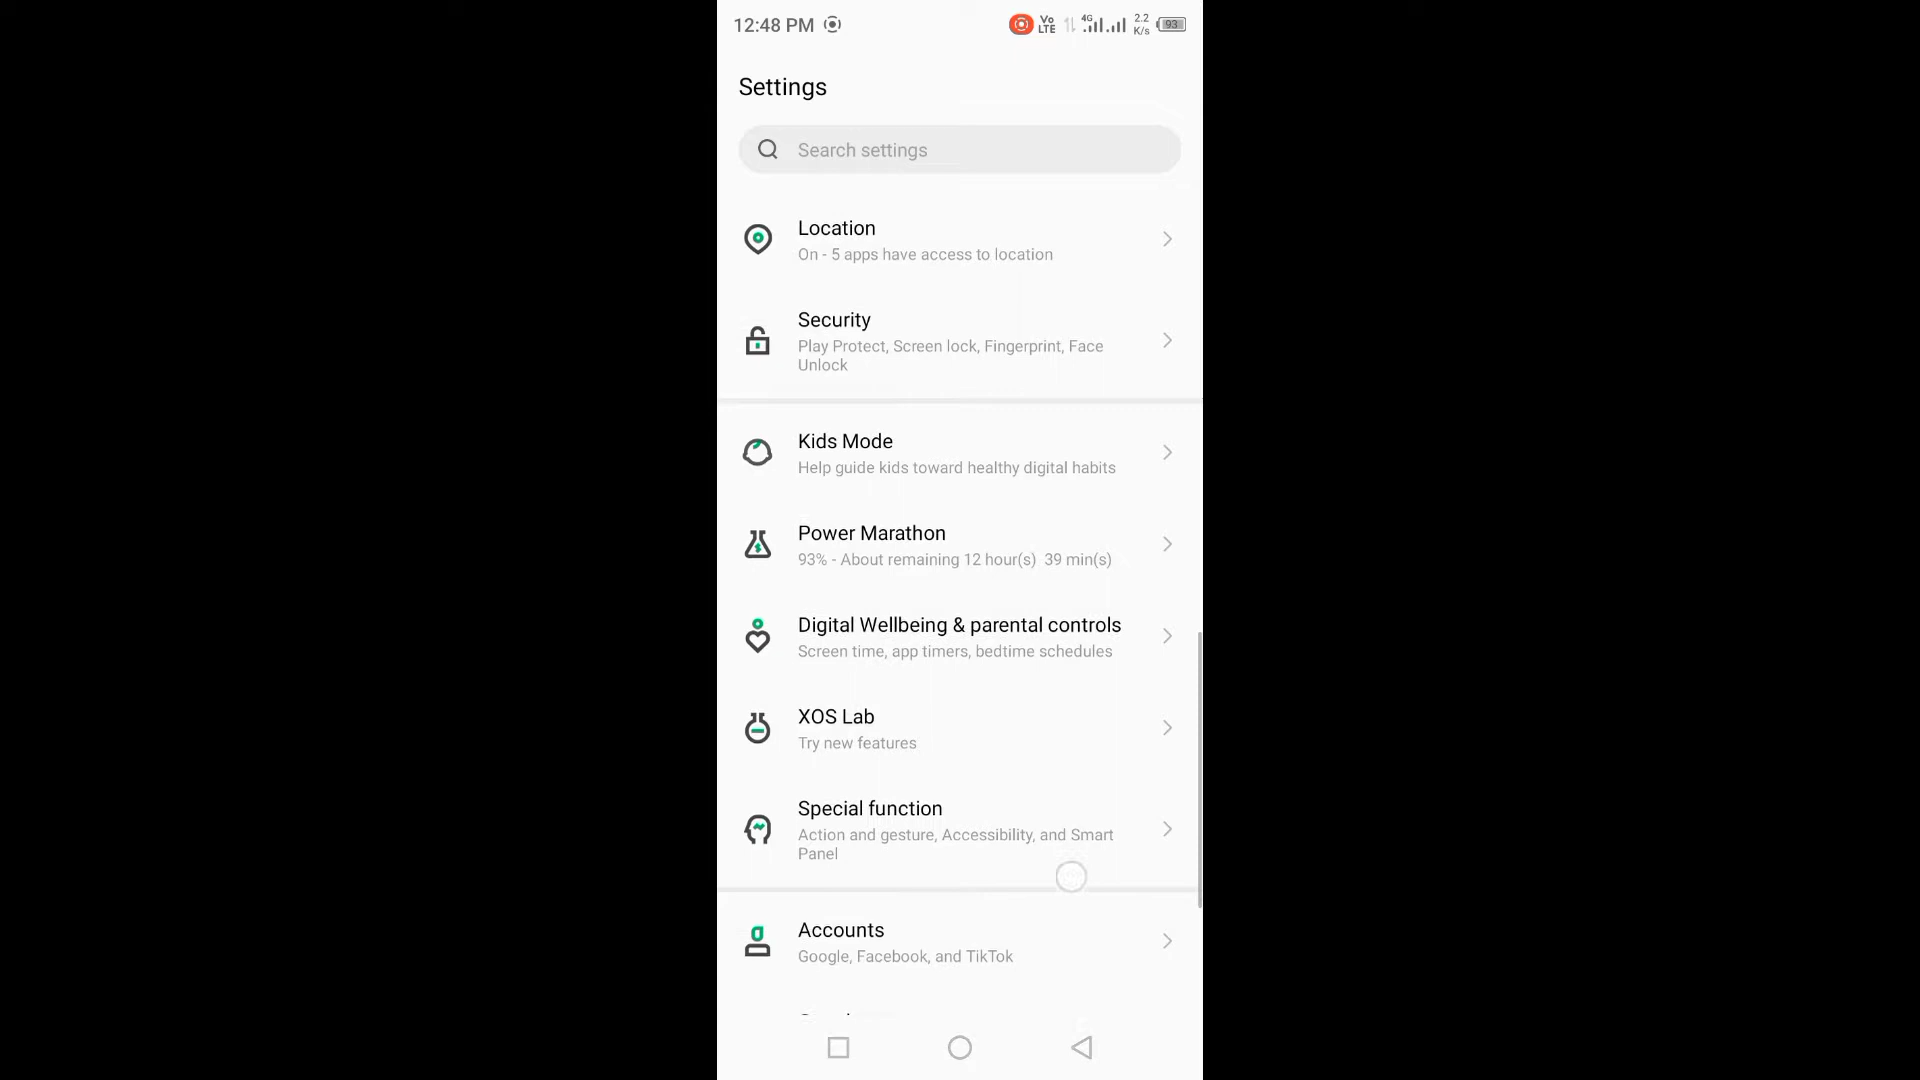 12:48 PM
Vo LTE
4G
2.2 K/s
93
Settings
Search settings
Location
On - 5 apps have access to location
Security
Play Protect, Screen lock, Fingerprint, Face
Unlock
Kids Mode
Help guide kids toward healthy digital habits
Power Marathon
93% - About remaining 12 hour(s) 39 min(s)
Digital Wellbeing & parental controls
Screen time, app timers, bedtime schedules
XOS Lab
Try new features
Special function
Action and gesture, Accessibility, and Smart
Panel
Accounts
Google, Facebook, and TikTok